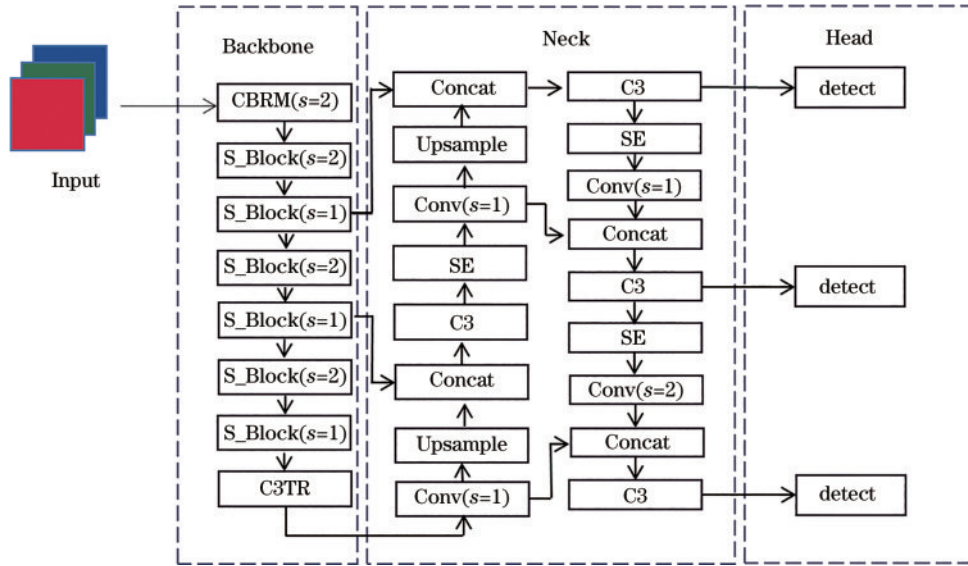 Input
Backbone
CBRM(s=2)
S_Block(s=2)
S_Block(s=1)
S_Block(s=2)
S_Block(s=1)
S_Block(s=2)
S_Block(s=1)
C3TR
Neck
Concat
Upsample
Conv(s=1)
SE
C3
Concat
Upsample
Conv(s=1)
C3
SE
Conv(s=1)
Concat
C3
SE
Conv(s=2)
Concat
C3
Head
detect
detect
detect